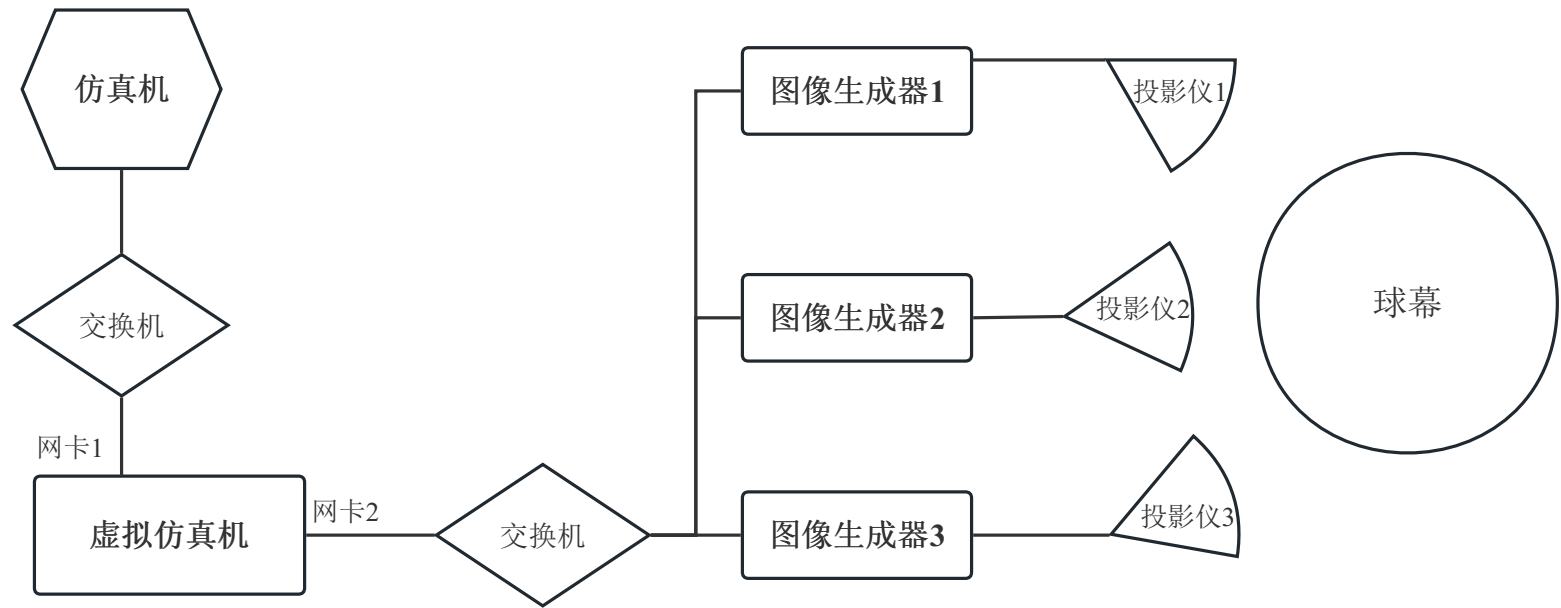 仿真机
交换机
网卡1
虚拟仿真机
网卡2
交换机
图像生成器1
投影仪1
图像生成器2
投影仪2
图像生成器3
投影仪3
球幕